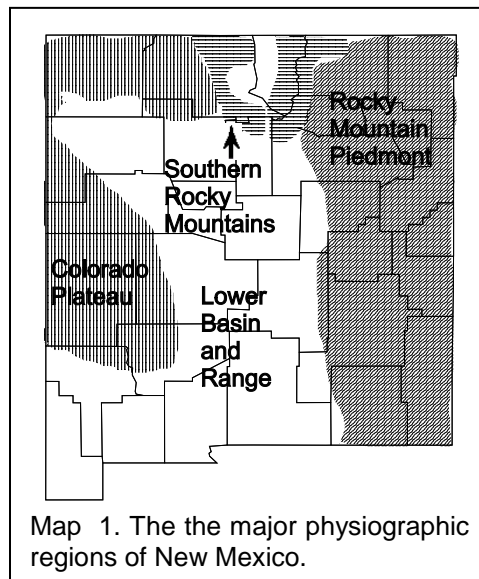 Rocky
Mountain
Piedmont
Southern
Rocky
Mountains
Colorado
Plateau
Lower
Basin
and
Range
Map 1. The the major physiographic
regions of New Mexico.